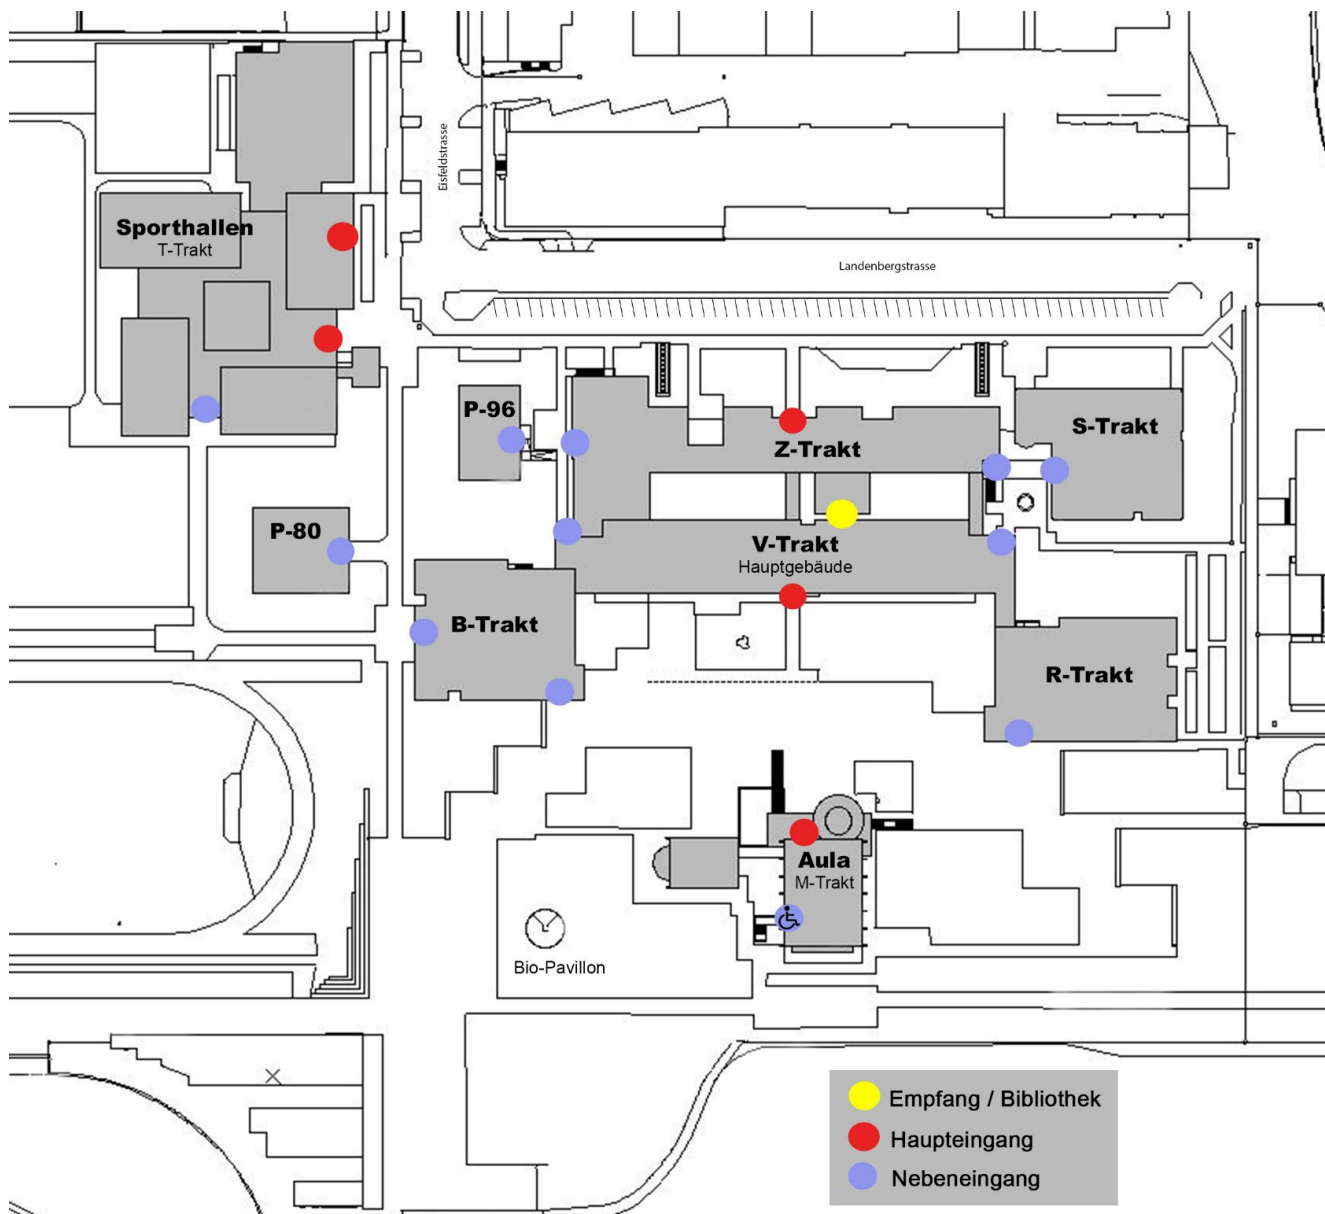 Eisfeldstrasse
Sporthallen
T-Trakt
Landenbergstrasse
P-96
Z-Trakt
S-Trakt
P-80
V-Trakt
Hauptgebäude
B-Trakt
R-Trakt
Aula
M-Trakt
Bio-Pavillon
Empfang / Bibliothek
Haupteingang
Nebeneingang